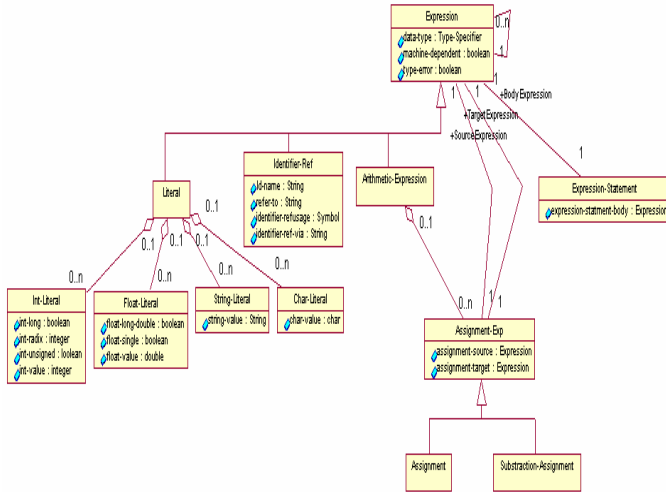 Expression
data-type : Type-Specifier
machine-dependent : boolean
type-error : boolean
0..n
1
1
+BodyExpression
1
1
+TargetExpression
+SourceExpression
Literal
Identifier-Ref
Id-name : String
refer-to : String
identifier-refusage : Symbol
identifier-ref-via : String
Arithmetic-Expression
1
Expression-Statement
expression-statment-body : Expression
0..1
0..1
0..1
0..1
0..1
0..n
0..n
0..n
0..n
0..n
1
1
Int-Literal
int-long : boolean
int-radix : integer
int-unsigned : loolean
int-value : integer
Float-Literal
float-long-double : boolean
float-single : boolean
float-value : double
String-Literal
string-value : String
Char-Literal
char-value : char
Assignment-Exp
assignment-source : Expression
assignment-target : Expression
Assignment
Substraction-Assignment